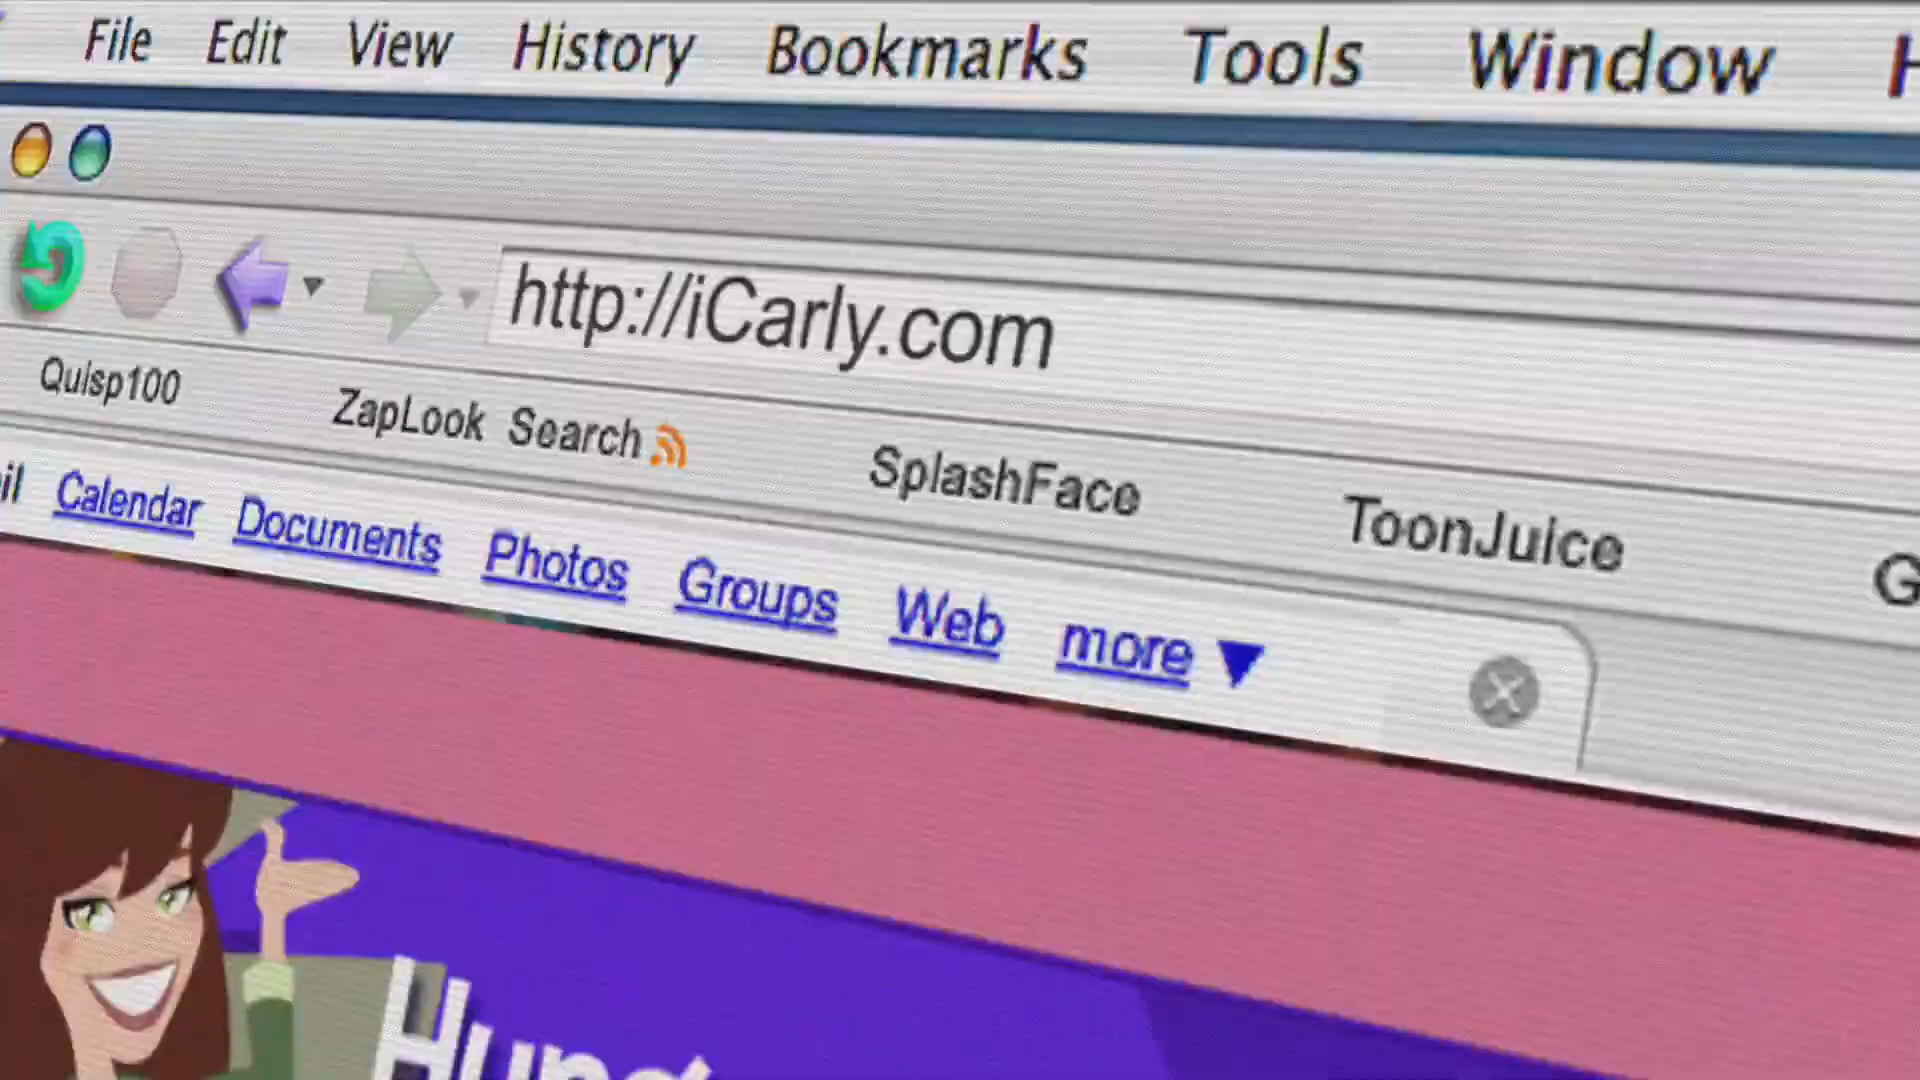 File Edit View History Bookmarks Tools Window
http://iCarly.com
Quisp100 ZapLook Search SplashFace ToonJuice
Calendar Documents Photos Groups Web more